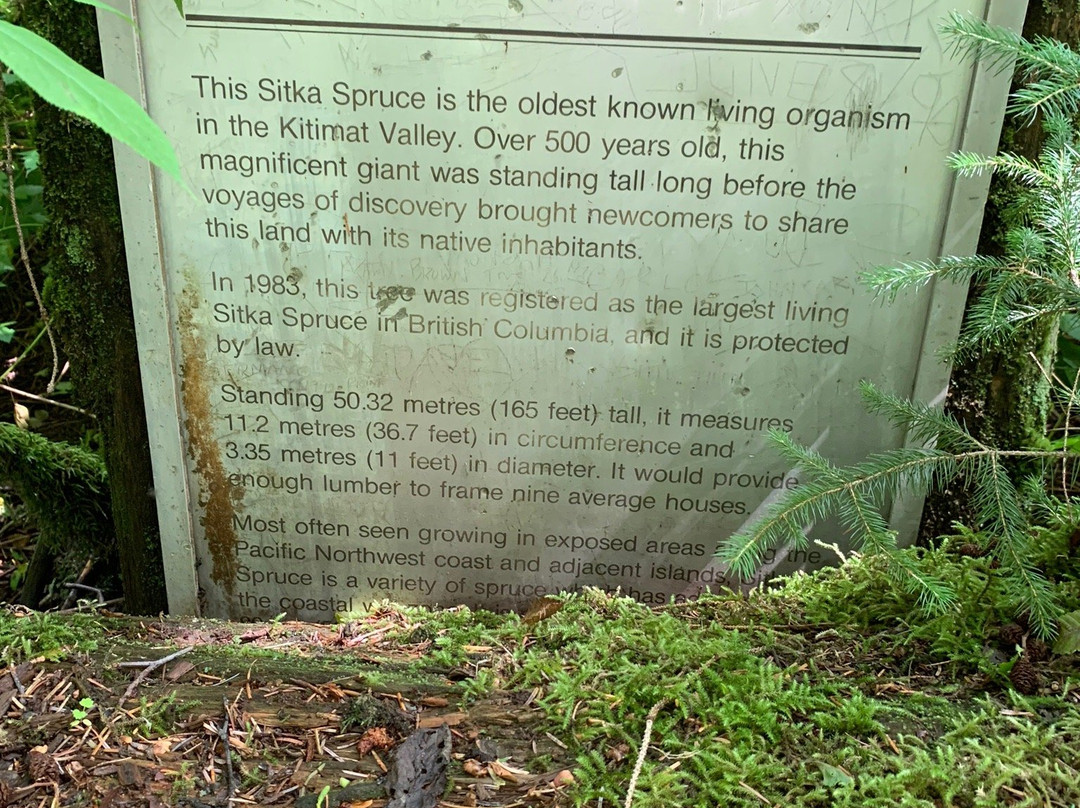 This Sitka Spruce is the oldest known living organism
in the Kitimat Valley. Over 500 years old, this
magnificent giant was standing tall long before the
voyages of discovery brought newcomers to share
this land with its native inhabitants.
In 1983, this tree was registered as the largest living
Sitka Spruce in British Columbia, and it is protected
by law.
Standing 50.32 metres (165 feet) tall, it measures
11.2 metres (36.7 feet) in circumference and
3.35 metres (11 feet) in diameter. It would provide
enough lumber to frame nine average houses.
Most often seen growing in exposed areas the
Pacific Northwest coast and adjacent islands,
Spruce is a variety of spruce has
the coastal